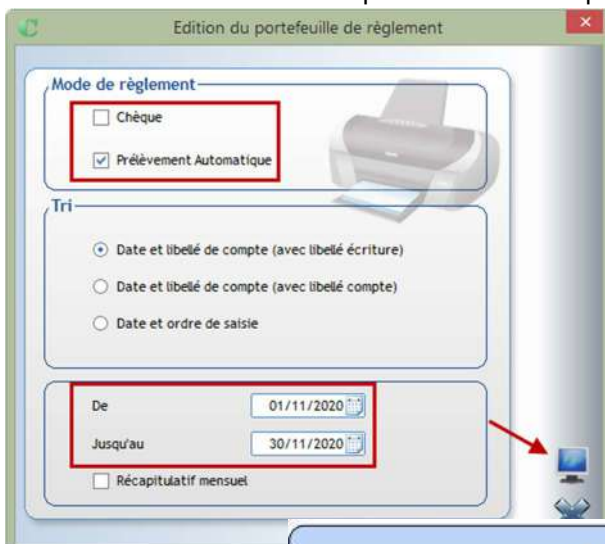 Edition du portefeuille de règlement
Mode de règlement
Chèque
Prélèvement Automatique
Tri
Date et libellé de compte (avec libellé écriture)
Date et libellé de compte (avec libellé compte)
Date et ordre de saisie
De 01/11/2020
Jusqu'au 30/11/2020
Récapitulatif mensuel